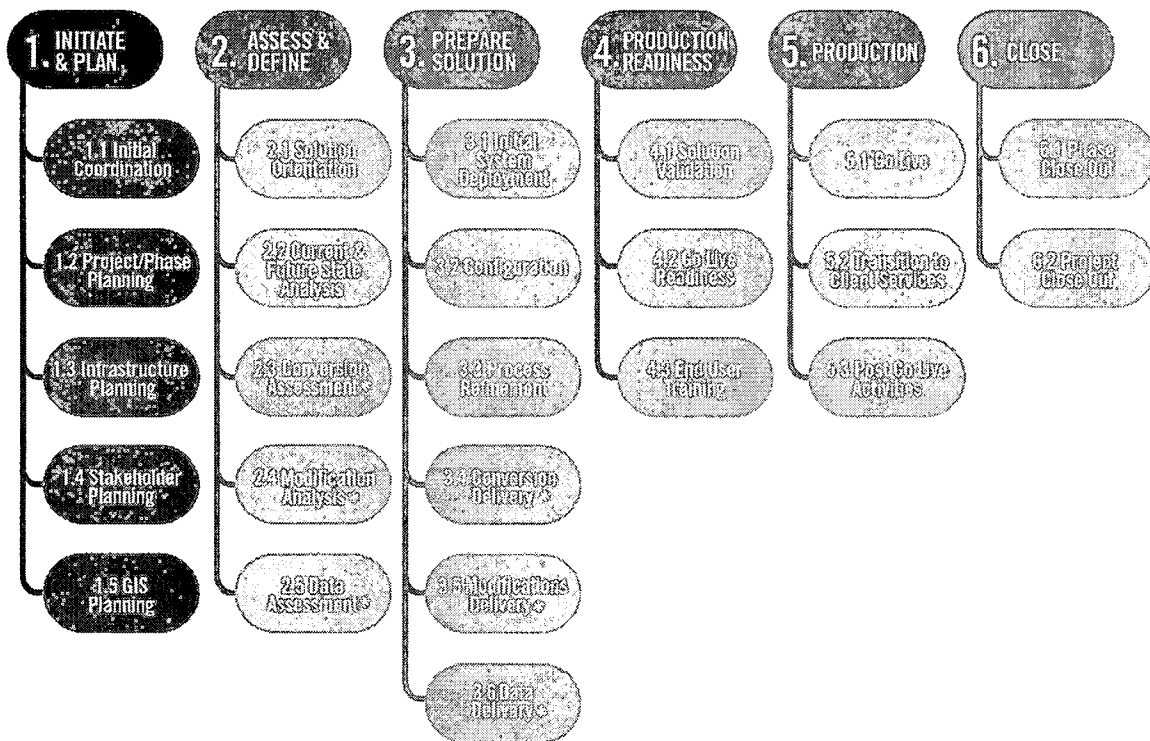 1. INITIATE
& PLAN
1.1 Initial
Coordination
1.2 Project/Phase
Planning
1.3 Infrastructure
Planning
1.4 Stakeholder
Planning
1.5 GIS
Planning
2. ASSESS &
DEFINE
2.1 Solution
Orientation
2.2 Current &
Future State
Analysis
2.3 Conversion
Assessment*
2.4 Modification
Analysis*
2.5 Data
Assessment*
3. PREPARE
SOLUTION
3.1 Initial
System
Deployment
3.2 Configuration
3.3 Process
Refinement
3.4 Conversion
Delivery*
3.5 Modifications
Delivery*
3.6 Data
Delivery*
4. PRODUCTION
READINESS
4.1 Solution
Validation
4.2 Go Live
Readiness
4.3 End User
Training
5. PRODUCTION
5.1 Go Live
5.2 Transition to
Client Services
5.3 Post Go Live
Activities
6. CLOSE
6.1 Phase
Close Out
6.2 Project
Close Out